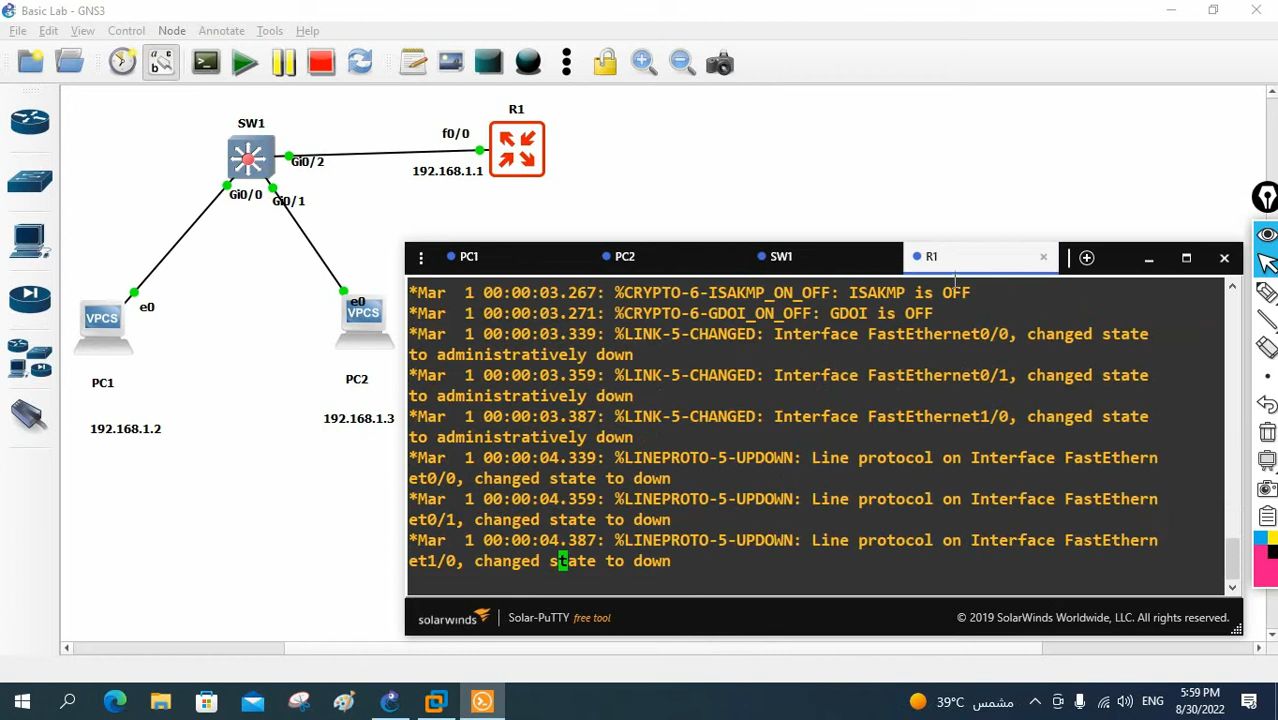 Basic Lab - GNS3
File Edit View Control Node Annotate Tools Help
R1
SW1
f0/0
Gi0/2
192.168.1.1
Gi0/0
Gi0/1
e0
e0
VPCS
VPCS
PC1
PC2
192.168.1.2
192.168.1.3
PC1 PC2 SW1 R1
*Mar 1 00:00:03.267: %CRYPTO-6-ISAKMP_ON_OFF: ISAKMP is OFF
*Mar 1 00:00:03.271: %CRYPTO-6-GDOI_ON_OFF: GDOI is OFF
*Mar 1 00:00:03.339: %LINK-5-CHANGED: Interface FastEthernet0/0, changed state
to administratively down
*Mar 1 00:00:03.359: %LINK-5-CHANGED: Interface FastEthernet0/1, changed state
to administratively down
*Mar 1 00:00:03.387: %LINK-5-CHANGED: Interface FastEthernet1/0, changed state
to administratively down
*Mar 1 00:00:04.339: %LINEPROTO-5-UPDOWN: Line protocol on Interface FastEthern
et0/0, changed state to down
*Mar 1 00:00:04.359: %LINEPROTO-5-UPDOWN: Line protocol on Interface FastEthern
et0/1, changed state to down
*Mar 1 00:00:04.387: %LINEPROTO-5-UPDOWN: Line protocol on Interface FastEthern
et1/0, changed state to down
solarwinds Solar-PuTTY free tool © 2019 SolarWinds Worldwide, LLC. All rights reserved.
39°C مشمس
ENG
5:59 PM
8/30/2022